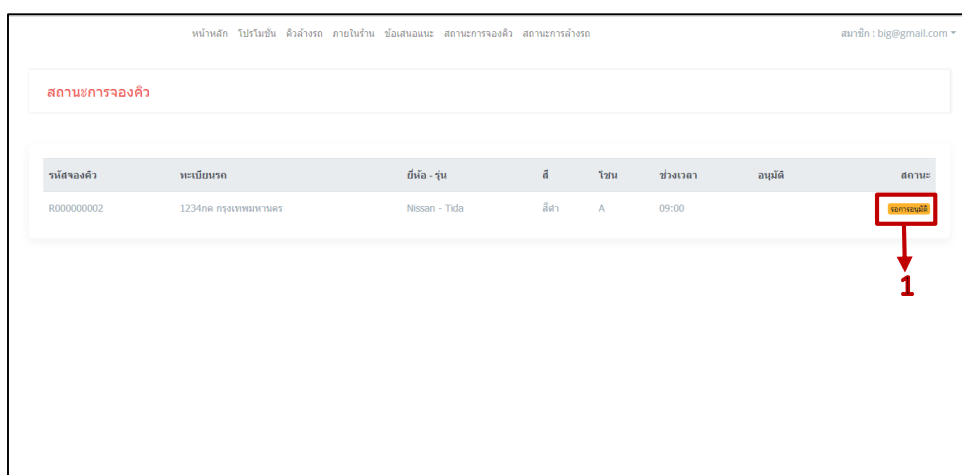 หน้าหลัก โปรโมชั่น คิวล้างรถ ภายในร้าน ข้อเสนอแนะ สถานะการจองคิว สถานะการล้างรถ สมาชิก : big@gmail.com
สถานะการจองคิว
รหัสจองคิว ทะเบียนรถ ยี่ห้อ - รุ่น สี โซน ช่วงเวลา อนุมัติ สถานะ
R000000002 1234กค กรุงเทพมหานคร Nissan - Tida สีดำ A 09:00 รอการอนุมัติ
1